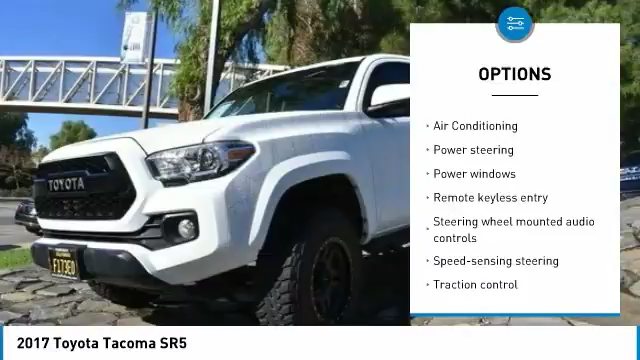 OPTIONS
Air Conditioning
Power steering
Power windows
Remote keyless entry
Steering wheel mounted audio
controls
Speed-sensing steering
Traction control
TOYOTA
F173ED
2017 Toyota Tacoma SR5